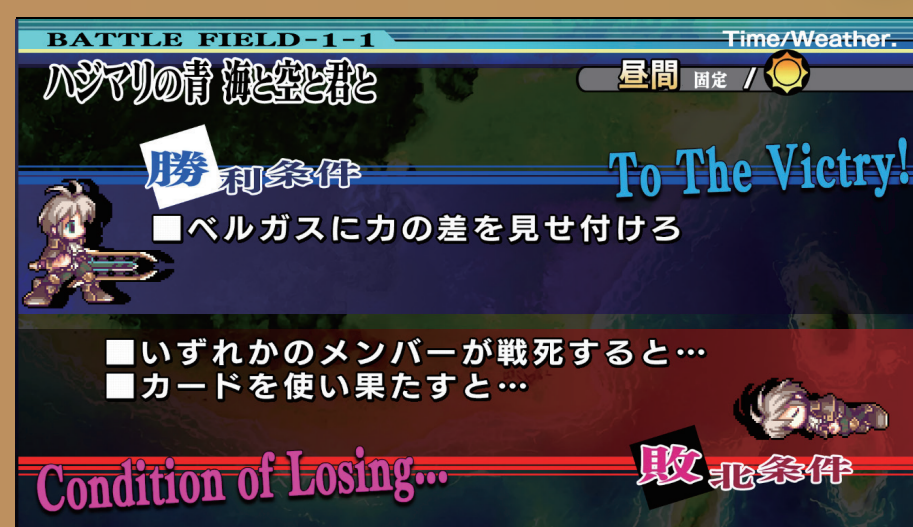 BATTLE FIELD-1-1
Time/Weather.
ハジマリの青 海と空と君と
昼間 固定 /
勝利条件
To The Victry!
■ベルガスに力の差を見せ付けろ
■いずれかのメンバーが戦死すると…
■カードを使い果たすと…
Condition of Losing...
敗北条件